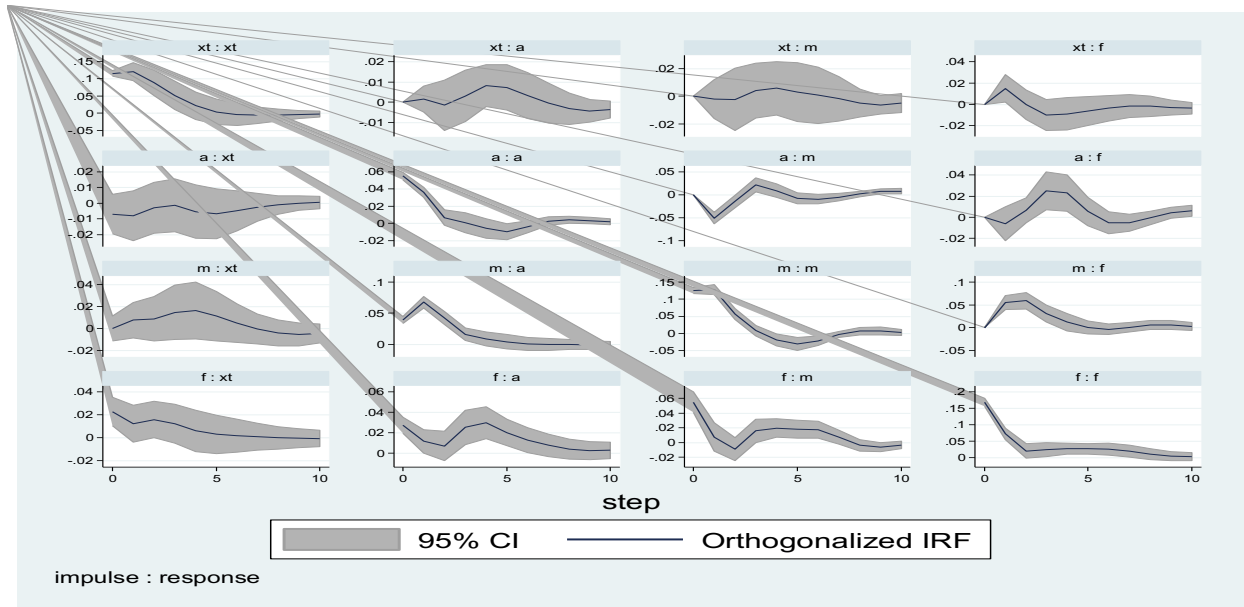 xt : xt xt : a xt : m xt : f
.15 .02 .02 .04
.1 .01 .02
.05 0 0 0
0
-.05 -.01 -.02 -.02
a : xt a : a a : m a : f
.02 .06 .05 .04
.01 .04 0 .02
0 .02 -.05 0
-.01 0
-.02 -.02 -.1 -.02
m : xt m : a m : m m : f
.04 .1 .15 .1
.02 .05 .1 .05
0 0 .05 0
0
-.02 -.05 -.05
f : xt f : a f : m f : f
.04 .06 .06 .2
.02 .04 .04 .15
0 .02 .02 .1
0 0 .05
-.02 -.02 0
0 5 10 0 5 10 0 5 10 0 5 10
step
95% CI Orthogonalized IRF
impulse : response